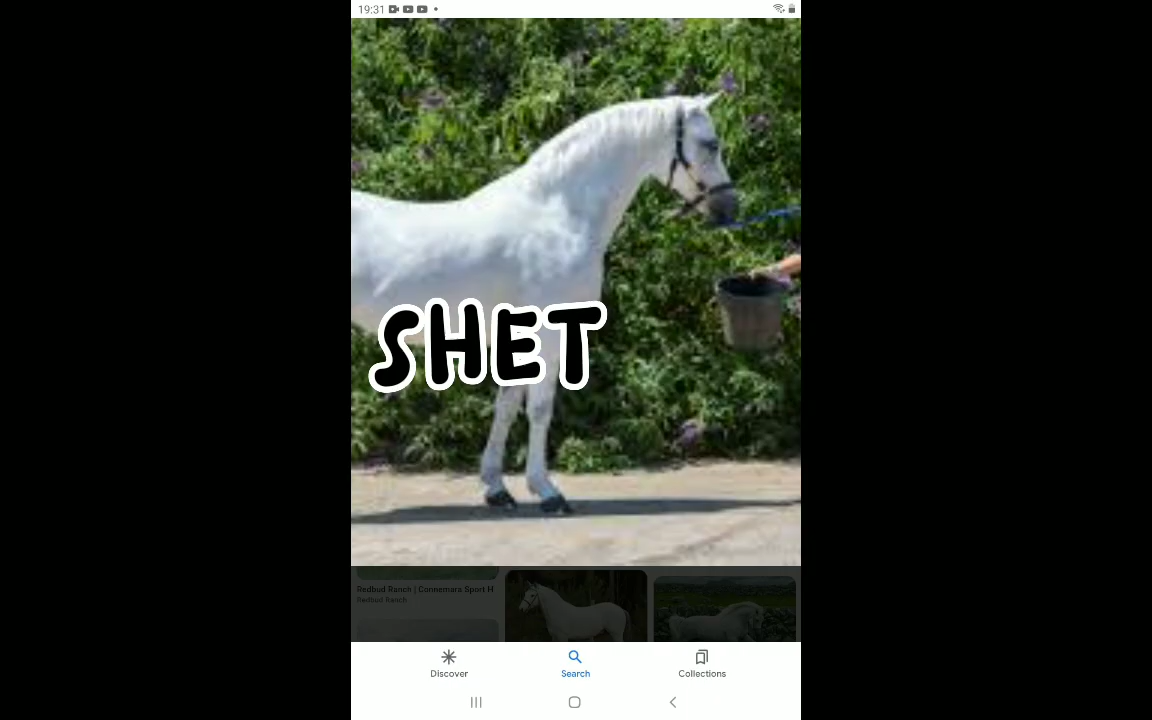 19:31
SHET
Redbud Ranch | Connemara Sport H
Redbud Ranch
Discover
Search
Collections